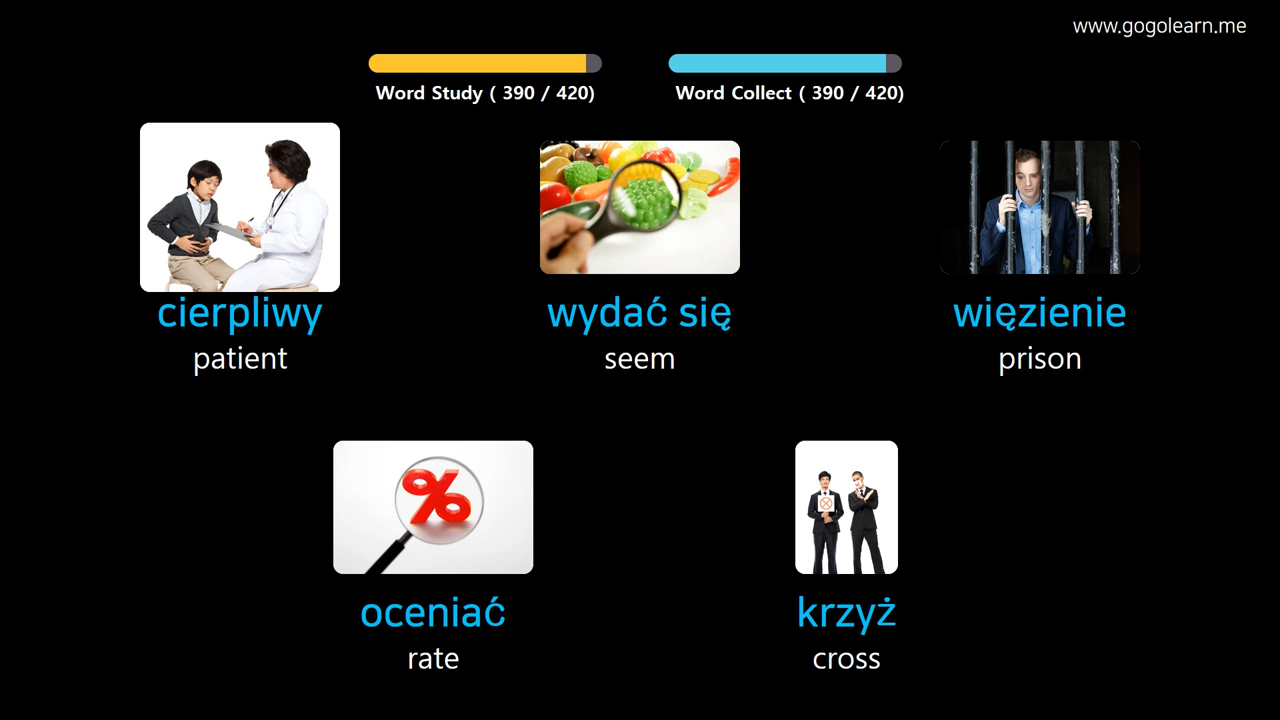 www.gogolearn.me
Word Study ( 390 / 420)
Word Collect ( 390 / 420)
cierpliwy
patient
wydać się
seem
więzienie
prison
oceniać
rate
krzyż
cross